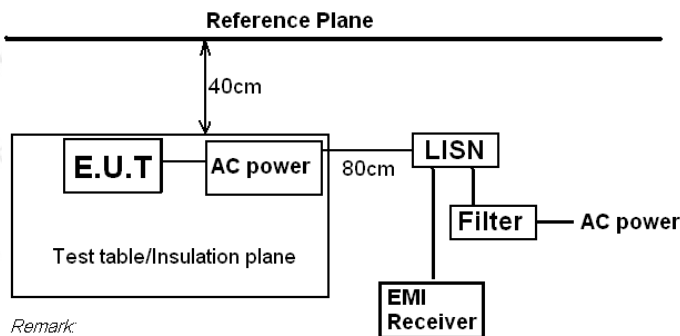 Reference Plane
40cm
E.U.T
AC power
80cm
LISN
Filter
AC power
Test table/Insulation plane
EMI
Receiver
Remark: